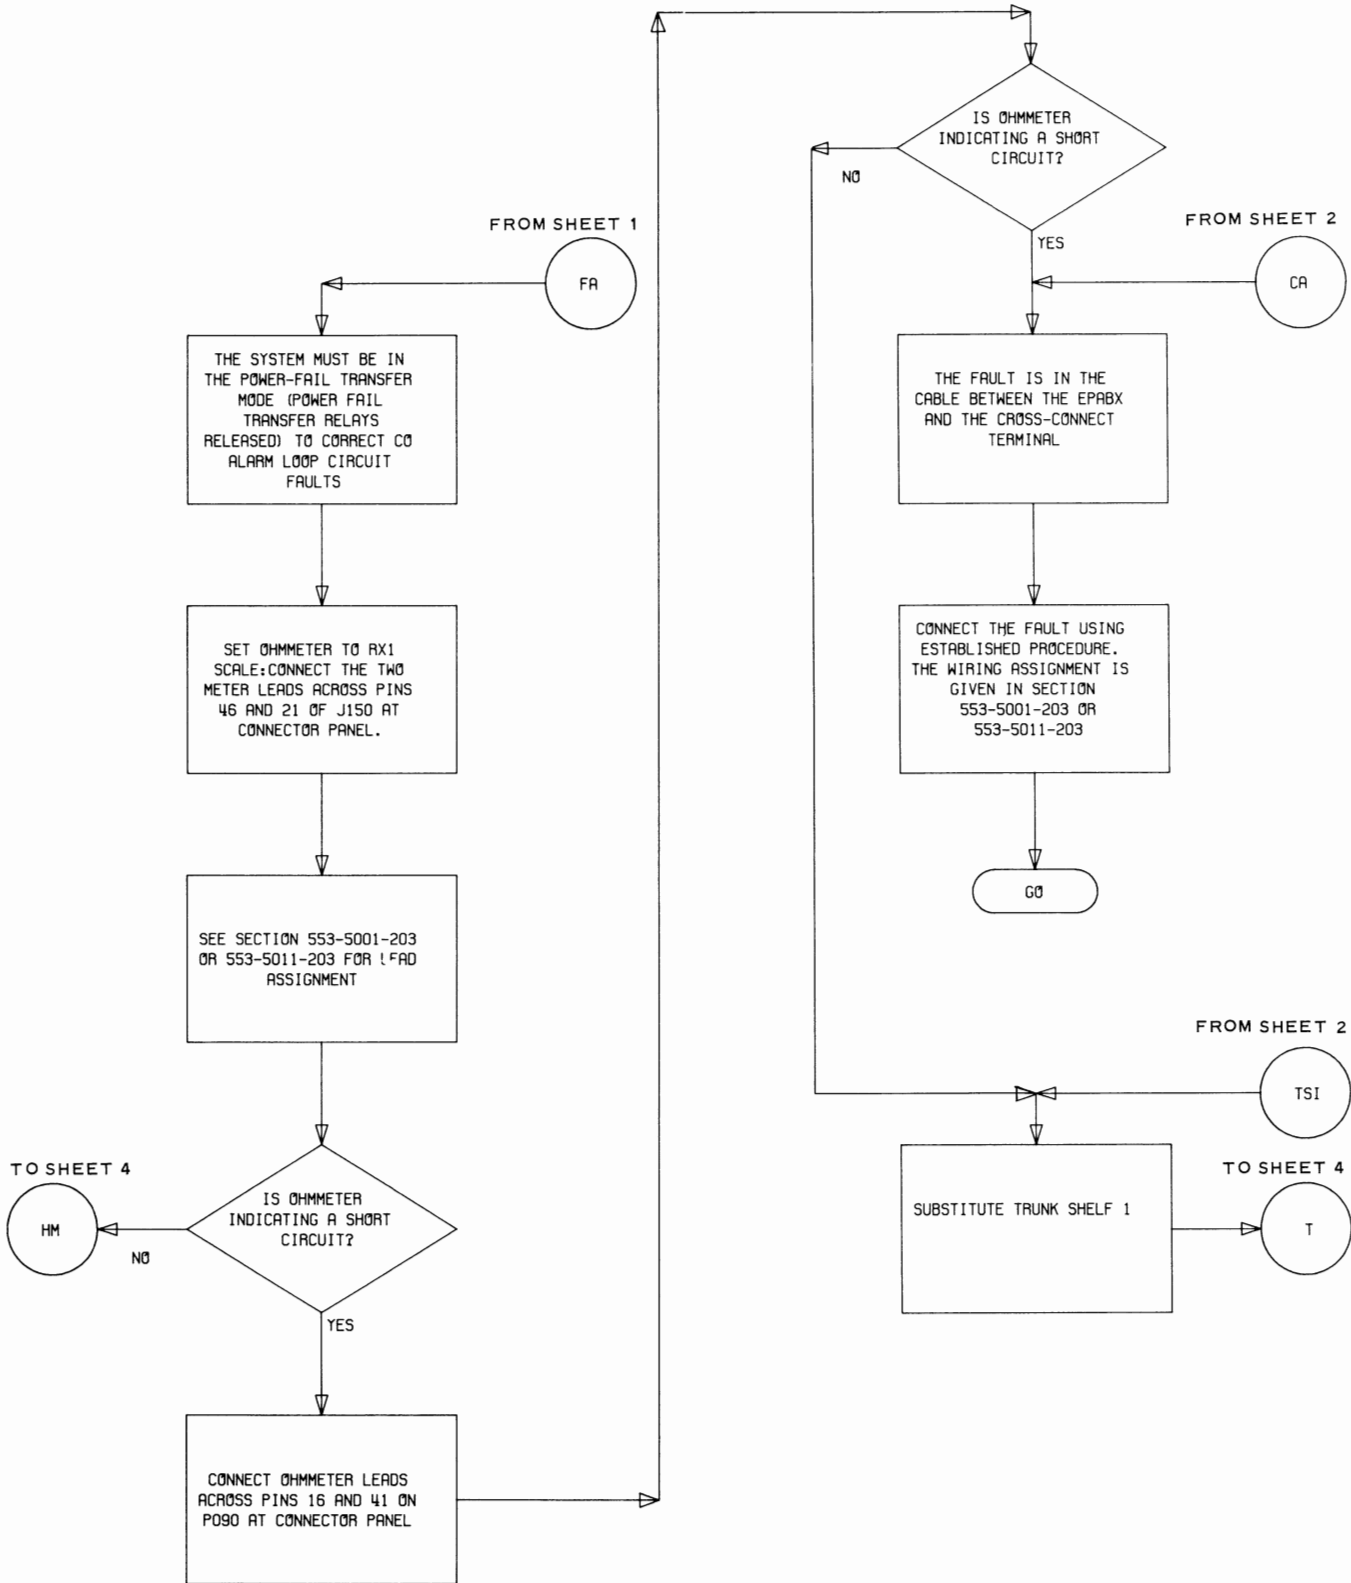 FROM SHEET 1
FA
THE SYSTEM MUST BE IN
THE POWER-FAIL TRANSFER
MODE (POWER FAIL
TRANSFER RELAYS
RELEASED) TO CORRECT CO
ALARM LOOP CIRCUIT
FAULTS
SET OHMMETER TO RX1
SCALE:CONNECT THE TWO
METER LEADS ACROSS PINS
46 AND 21 OF J150 AT
CONNECTOR PANEL.
SEE SECTION 553-5001-203
OR 553-5011-203 FOR LEAD
ASSIGNMENT
TO SHEET 4
HM
NO
IS OHMMETER
INDICATING A SHORT
CIRCUIT?
YES
CONNECT OHMMETER LEADS
ACROSS PINS 16 AND 41 ON
P090 AT CONNECTOR PANEL
IS OHMMETER
INDICATING A SHORT
CIRCUIT?
NO
YES
FROM SHEET 2
CA
THE FAULT IS IN THE
CABLE BETWEEN THE EPABX
AND THE CROSS-CONNECT
TERMINAL
CONNECT THE FAULT USING
ESTABLISHED PROCEDURE.
THE WIRING ASSIGNMENT IS
GIVEN IN SECTION
553-5001-203 OR
553-5011-203
GO
FROM SHEET 2
TSI
SUBSTITUTE TRUNK SHELF 1
TO SHEET 4
T